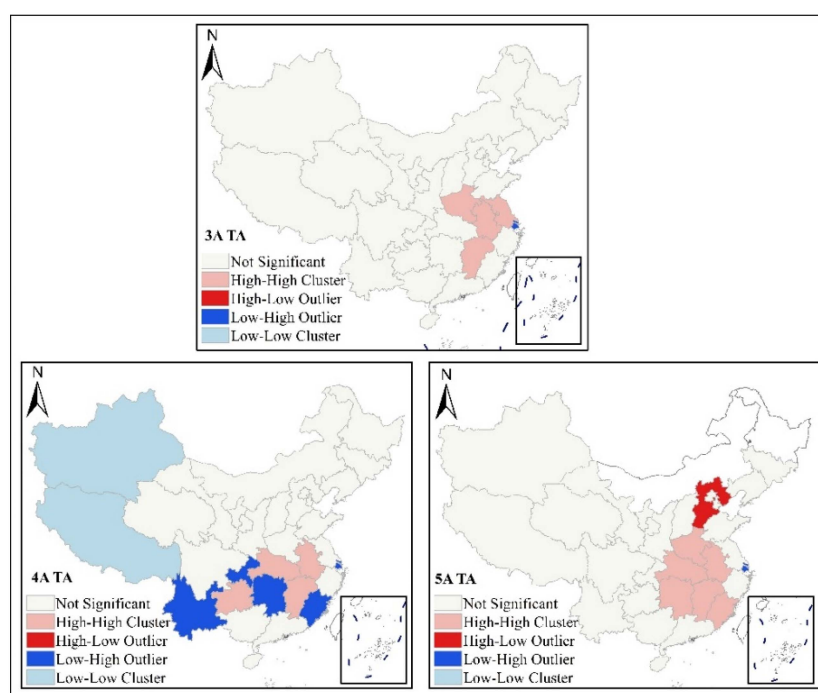 N
3A TA
Not Significant
High-High Cluster
High-Low Outlier
Low-High Outlier
Low-Low Cluster
N
4A TA
Not Significant
High-High Cluster
High-Low Outlier
Low-High Outlier
Low-Low Cluster
N
5A TA
Not Significant
High-High Cluster
High-Low Outlier
Low-High Outlier
Low-Low Cluster